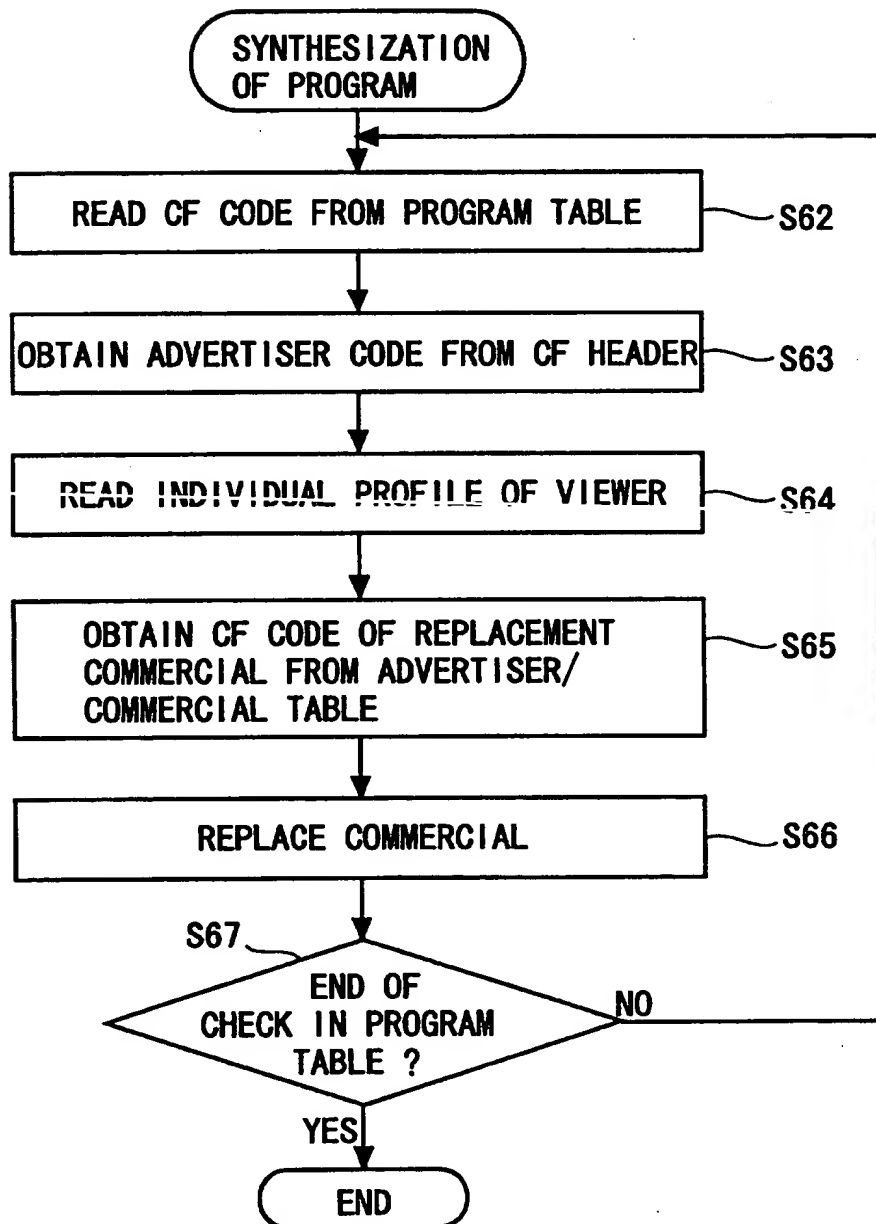 SYNTHESIZATION
OF PROGRAM
READ CF CODE FROM PROGRAM TABLE
S62
OBTAIN ADVERTISER CODE FROM CF HEADER
S63
READ INDIVIDUAL PROFILE OF VIEWER
S64
OBTAIN CF CODE OF REPLACEMENT
COMMERCIAL FROM ADVERTISER/
COMMERCIAL TABLE
S65
REPLACE COMMERCIAL
S66
S67
END OF
CHECK IN PROGRAM
TABLE ?
NO
YES
END